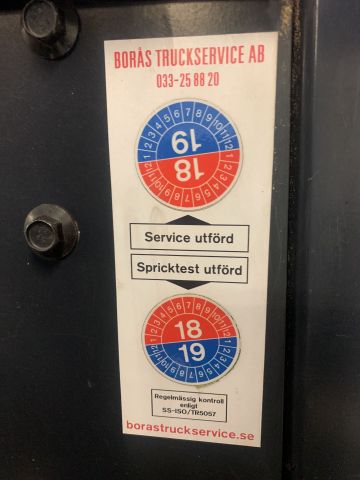 BORÅS TRUCKSERVICE AB
033-25 88 20
19
18
Service utförd
Spricktest utförd
18
19
Regelmässig kontroll
enligt
SS-ISO/TR5057
borastruckservice.se